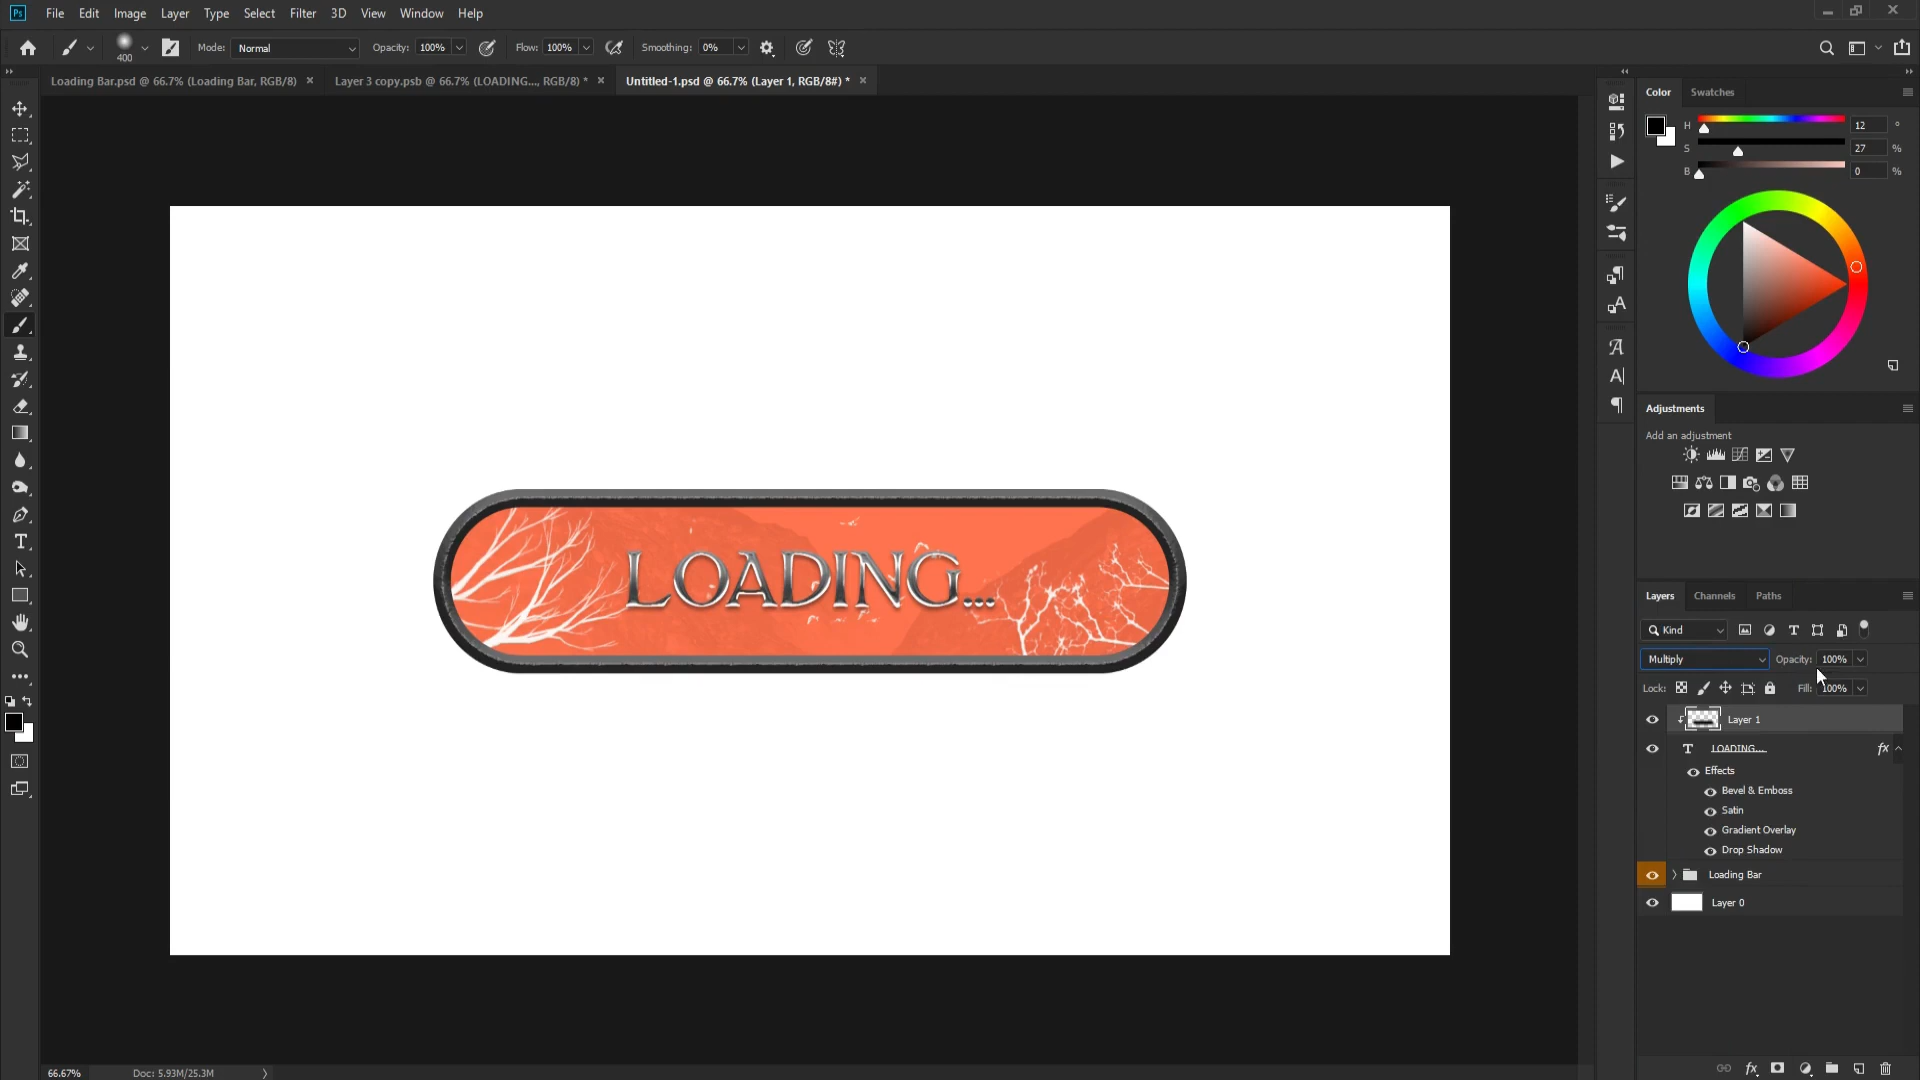 Ps File Edit Image Layer Type Select Filter 3D View Window Help
400 Mode: Normal Opacity: 100% Flow: 100% Smoothing: 0%
Loading Bar.psd @ 66.7% (Loading Bar, RGB/8) × Layer 3 copy.psb @ 66.7% (LOADING..., RGB/8) * × Untitled-1.psd @ 66.7% (Layer 1, RGB/8#) * ×
Color Swatches
H 12 °
S 27 %
B 0 %
Adjustments
Add an adjustment
LOADING...
Layers Channels Paths
Kind
Multiply Opacity: 100%
Lock: Fill: 100%
Layer 1
T LOADING... fx
Effects
Bevel & Emboss
Satin
Gradient Overlay
Drop Shadow
Loading Bar
Layer 0
66.67% Doc: 5.93M/25.3M